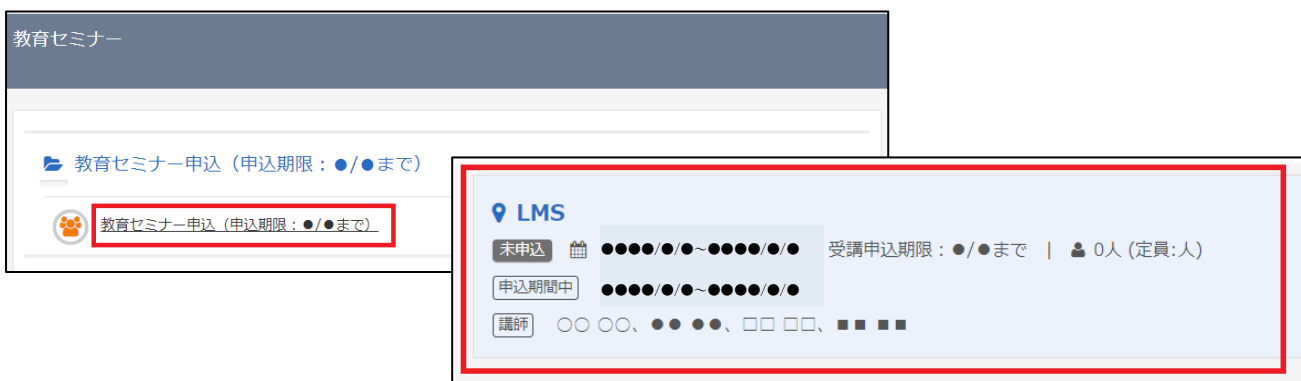 教育セミナー
教育セミナー申込（申込期限：●/●まで）
教育セミナー申込（申込期限：●/●まで）
LMS
未申込 ●●●●/●/●~●●●●/●/● 受講申込期限：●/●まで | 0人 (定員:人)
申込期間中 ●●●●/●/●~●●●●/●/●
講師 〇〇 〇〇、●● ●●、□□ □□、■■ ■■